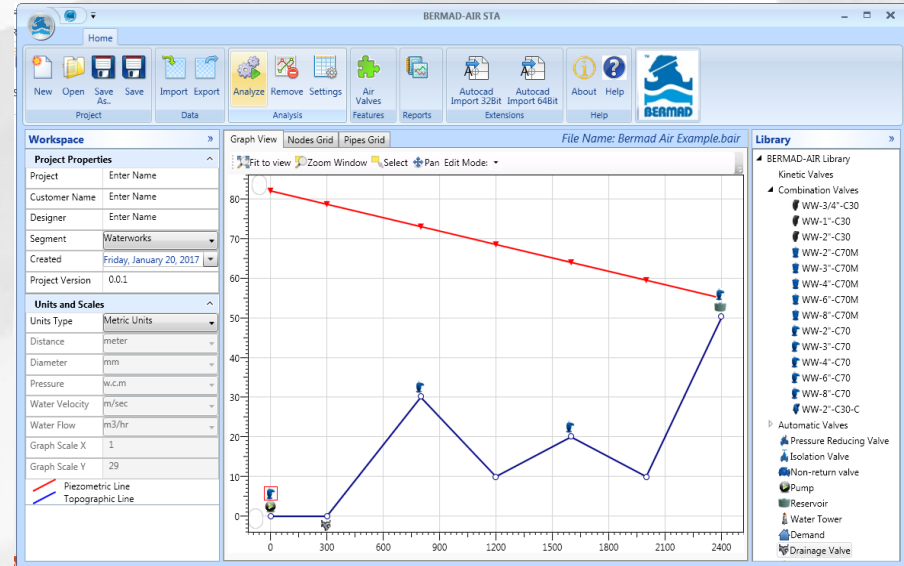 BERMAD-AIR STA
Home
New Open Save As.. Save Import Export Analyze Remove Settings Air Valves Autocad Import 32Bit Autocad Import 64Bit About Help
Project Data Analysis Features Reports Extensions Help
BERMAD
Workspace »
Project Properties
Project Enter Name
Customer Name Enter Name
Designer Enter Name
Segment Waterworks
Created Friday, January 20, 2017
Project Version 0.0.1
Units and Scales
Units Type Metric Units
Distance meter
Diameter mm
Pressure w.c.m
Water Velocity m/sec
Water Flow m3/hr
Graph Scale X 1
Graph Scale Y 29
Piezometric Line
Topographic Line
Graph View Nodes Grid Pipes Grid File Name: Bermad Air Example.bair
Fit to view Zoom Window Select Pan Edit Mode:
80
70
60
50
40
30
20
10
0
0 300 600 900 1200 1500 1800 2100 2400
Library »
BERMAD-AIR Library
Kinetic Valves
Combination Valves
WW-3/4"-C30
WW-1"-C30
WW-2"-C30
WW-2"-C70M
WW-3"-C70M
WW-4"-C70M
WW-6"-C70M
WW-8"-C70M
WW-2"-C70
WW-3"-C70
WW-4"-C70
WW-6"-C70
WW-8"-C70
WW-2"-C30-C
Automatic Valves
Pressure Reducing Valve
Isolation Valve
Non-return valve
Pump
Reservoir
Water Tower
Demand
Drainage Valve